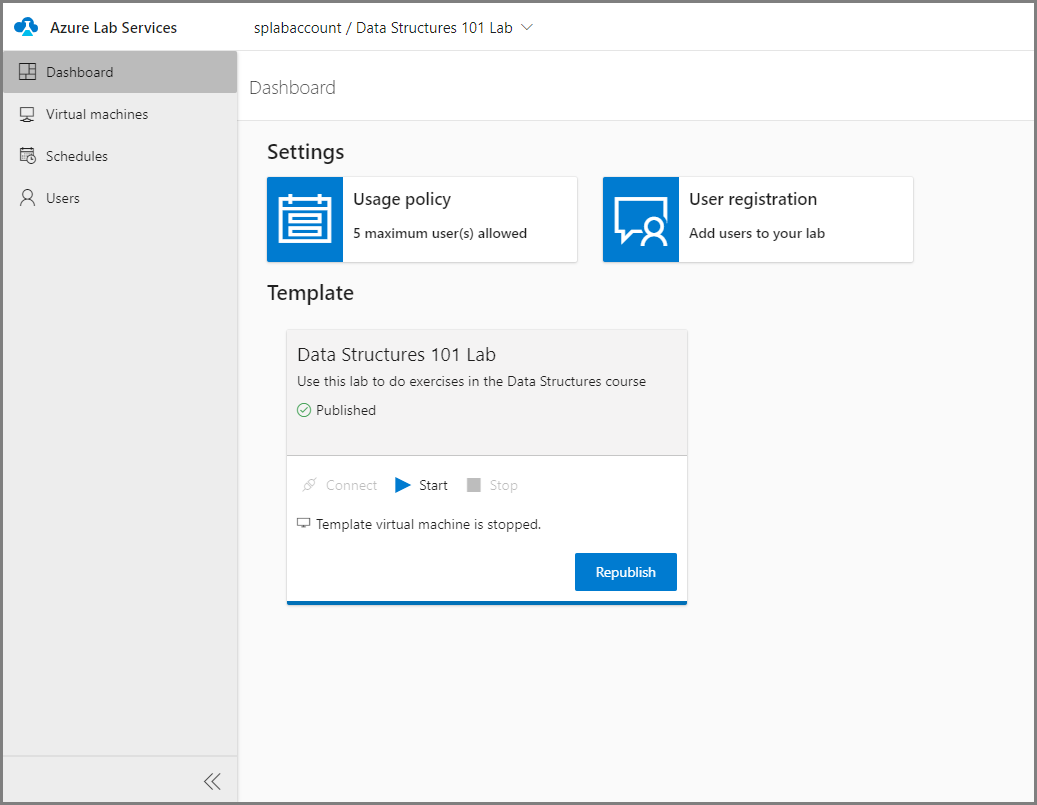 Azure Lab Services
splabaccount / Data Structures 101 Lab
Dashboard
Virtual machines
Schedules
Users
Dashboard
Settings
Usage policy
5 maximum user(s) allowed
User registration
Add users to your lab
Template
Data Structures 101 Lab
Use this lab to do exercises in the Data Structures course
Published
Connect Start Stop
Template virtual machine is stopped.
Republish